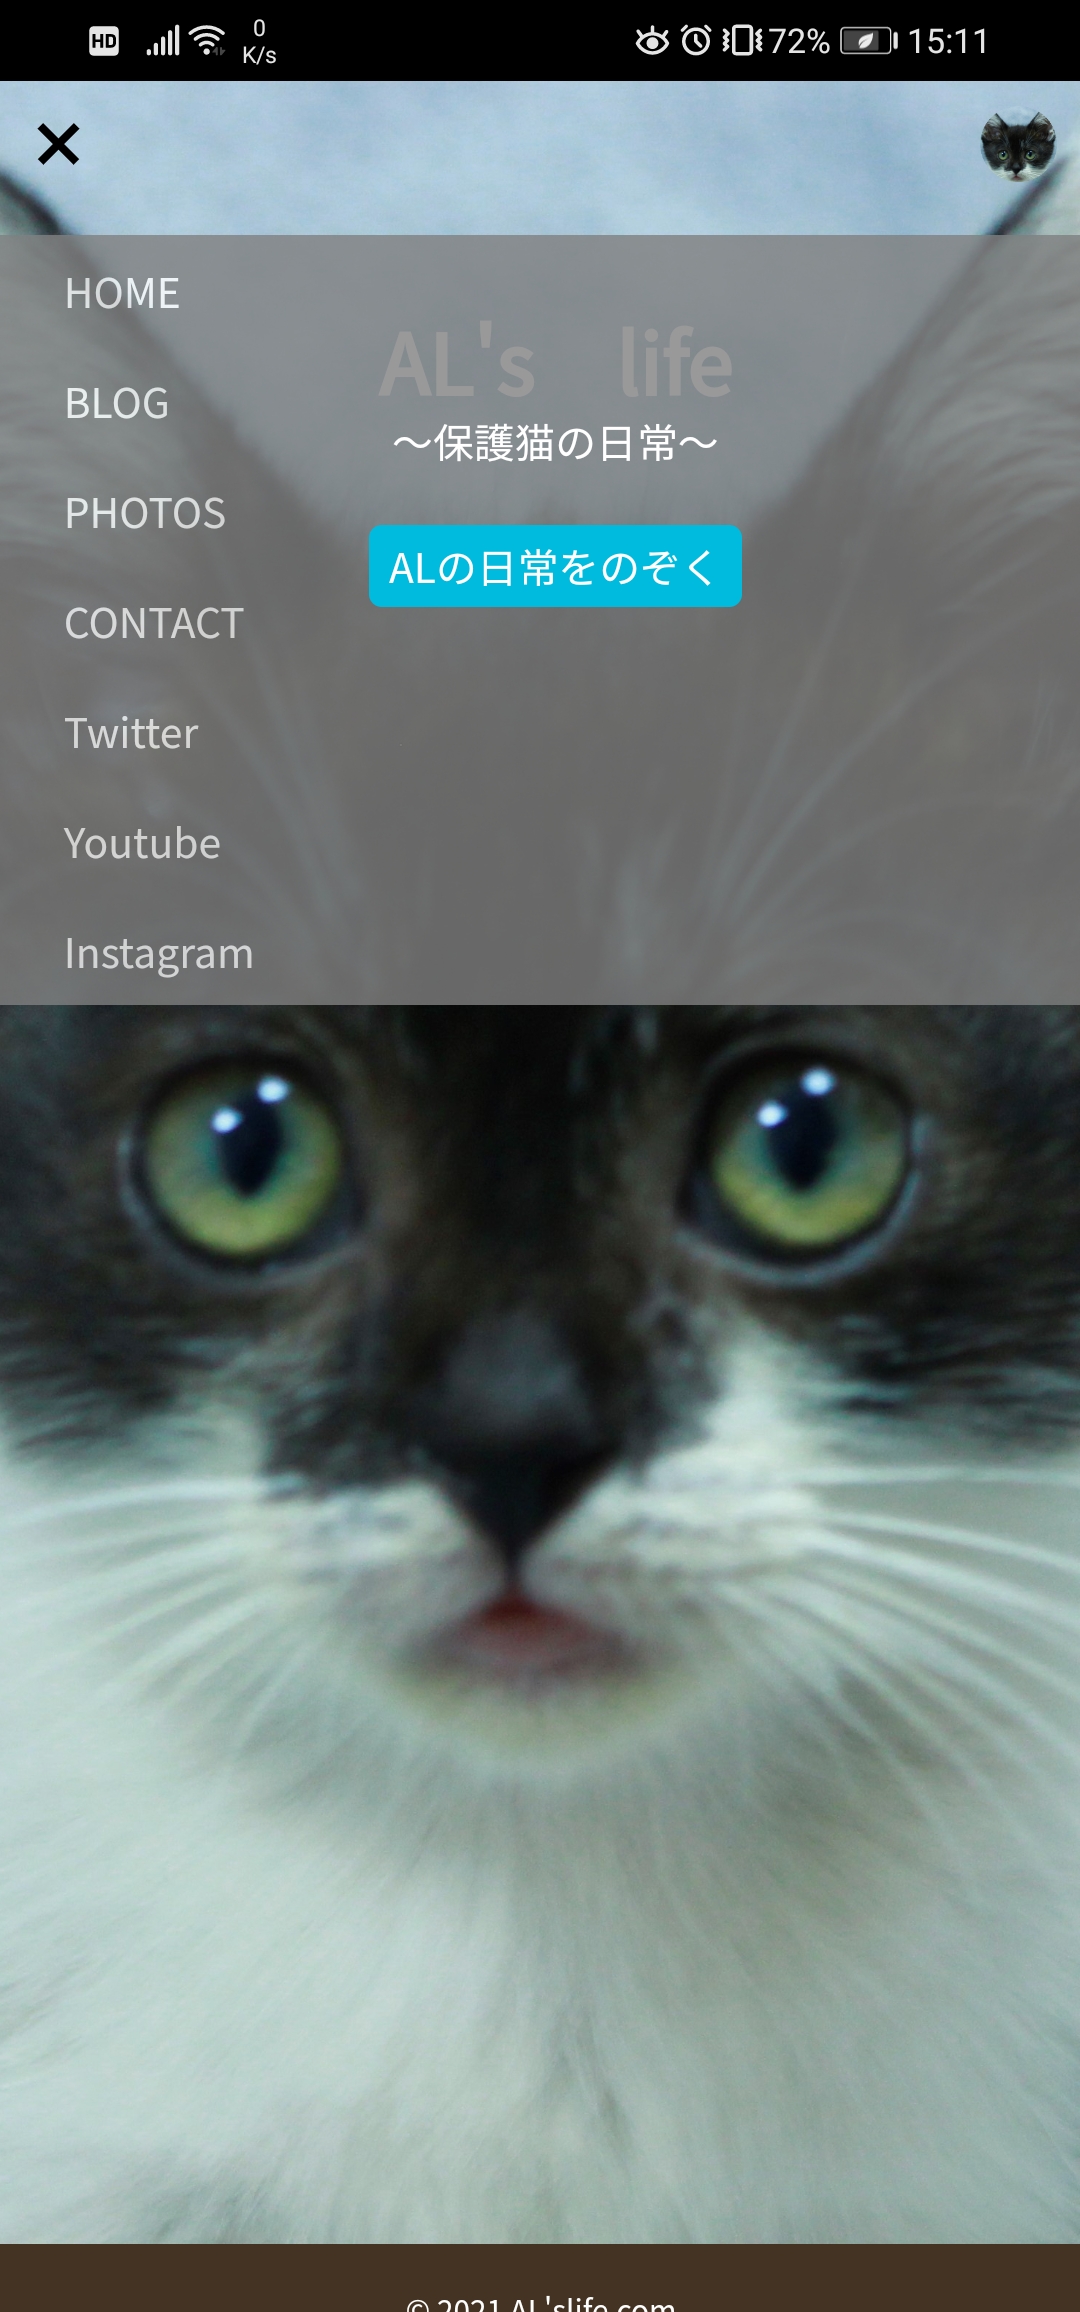 HD
0
K/s
72%
15:11
HOME
AL's life
BLOG
～保護猫の日常～
PHOTOS
ALの日常をのぞく
CONTACT
Twitter
Youtube
Instagram
© 2021 AL'slife.com